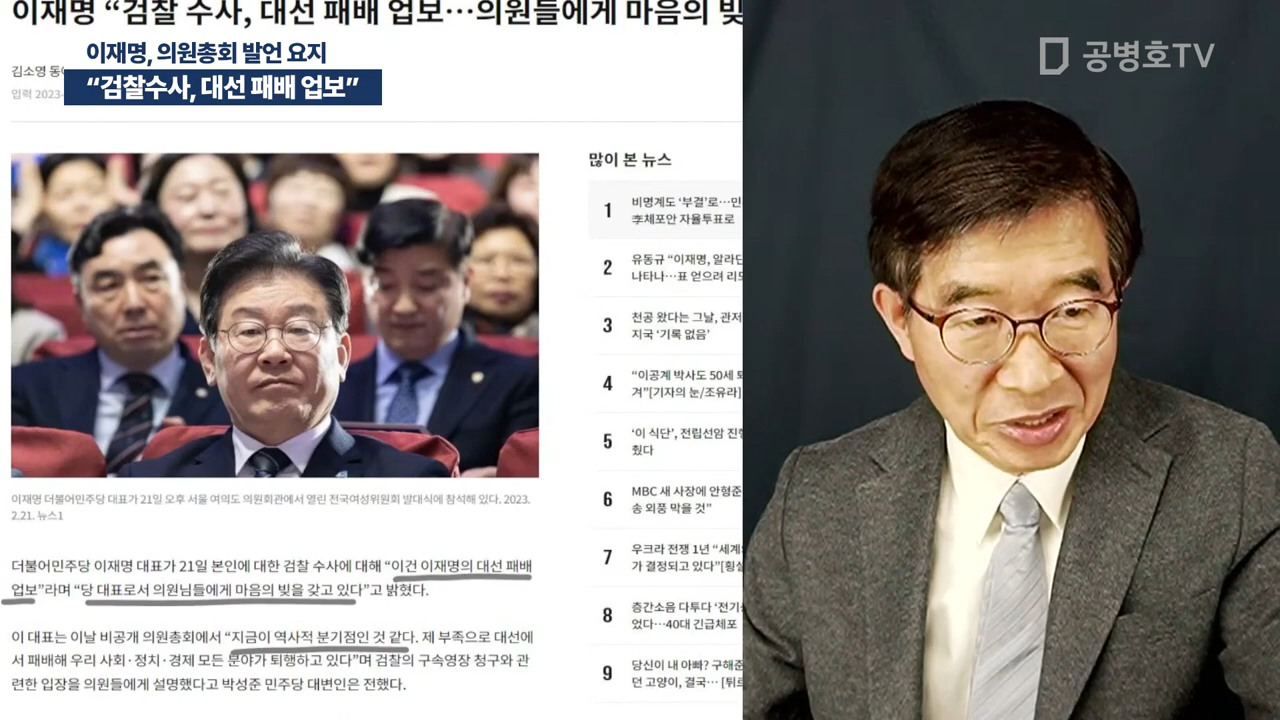 이재명 “검찰 수사, 대선 패배 업보…의원들에게 마음의 빚
이재명, 의원총회 발언 요지
“검찰수사, 대선 패배 업보”
김소영 동아
입력 2023-
공병호TV
이재명 더불어민주당 대표가 21일 오후 서울 여의도 의원회관에서 열린 전국여성위원회 발대식에 참석해 있다. 2023.
2.21. 뉴스1
더불어민주당 이재명 대표가 21일 본인에 대한 검찰 수사에 대해 “이건 이재명의 대선 패배
업보”라며 “당 대표로서 의원님들에게 마음의 빚을 갖고 있다”고 밝혔다.
이 대표는 이날 비공개 의원총회에서 “지금이 역사적 분기점인 것 같다. 제 부족으로 대선에
서 패배해 우리 사회·정치·경제 모든 분야가 퇴행하고 있다”며 검찰의 구속영장 청구와 관
련한 입장을 의원들에게 설명했다고 박성준 민주당 대변인은 전했다.
많이 본 뉴스
1 비명계도 ‘부결’로…민
李체포안 자율투표로
2 유동규 “이재명, 알라딘
나타나…표 얻으려 리모
3 천공 왔다는 그날, 관저
지국 ‘기록 없음’
4 “이공계 박사도 50세 퇴
겨”[기자의 눈/조유라]
5 ‘이 식단’, 전립선암 진행
췄다
6 MBC 새 사장에 안형준
송 외풍 막을 것”
7 우크라 전쟁 1년 “세계
가 결정되고 있다”[횡설
8 층간소음 다투다 ‘전기
었다…40대 긴급체포
9 당신이 내 아빠? 구해준
던 고양이, 결국… [튜브